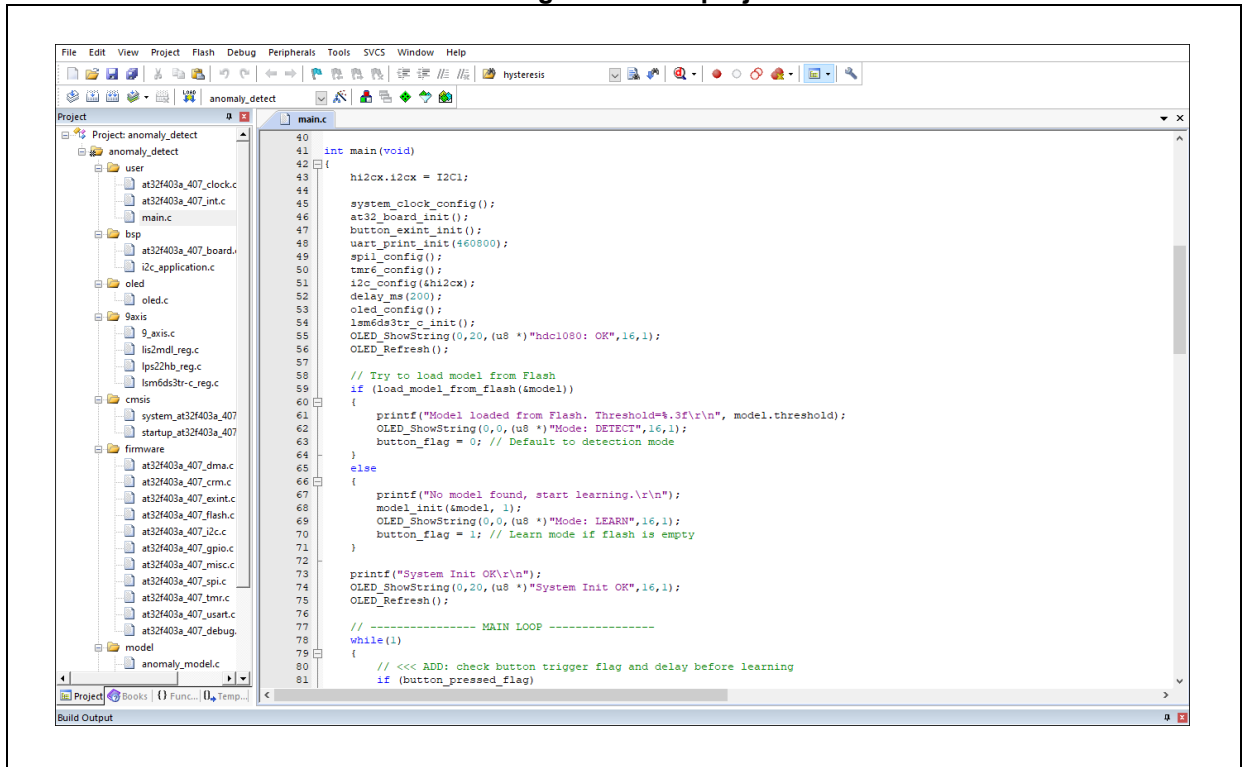 File Edit View Project Flash Debug Peripherals Tools SVCS Window Help
hysteresis
anomaly_detect
Project
main.c
Project: anomaly_detect
anomaly_detect
user
at32f403a_407_clock.c
at32f403a_407_int.c
main.c
bsp
at32f403a_407_board.
i2c_application.c
oled
oled.c
9axis
9_axis.c
lis2mdl_reg.c
lps22hb_reg.c
lsm6ds3tr-c_reg.c
cmsis
system_at32f403a_407
startup_at32f403a_407
firmware
at32f403a_407_dma.c
at32f403a_407_crm.c
at32f403a_407_exint.c
at32f403a_407_flash.c
at32f403a_407_i2c.c
at32f403a_407_gpio.c
at32f403a_407_misc.c
at32f403a_407_spi.c
at32f403a_407_tmr.c
at32f403a_407_usart.c
at32f403a_407_debug.
model
anomaly_model.c
Project Books {} Func... 0 Temp...
40
41 int main(void)
42 {
43 hi2cx.i2cx = I2C1;
44
45 system_clock_config();
46 at32_board_init();
47 button_exint_init();
48 uart_print_init(460800);
49 spi1_config();
50 tmr6_config();
51 i2c_config(&hi2cx);
52 delay_ms(200);
53 oled_config();
54 lsm6ds3tr_c_init();
55 OLED_ShowString(0,20,(u8 *)"hdc1080: OK",16,1);
56 OLED_Refresh();
57
58 // Try to load model from Flash
59 if (load_model_from_flash(&model))
60 {
61 printf("Model loaded from Flash. Threshold=%.3f\r\n", model.threshold);
62 OLED_ShowString(0,0,(u8 *)"Mode: DETECT",16,1);
63 button_flag = 0; // Default to detection mode
64 }
65 else
66 {
67 printf("No model found, start learning.\r\n");
68 model_init(&model, 1);
69 OLED_ShowString(0,0,(u8 *)"Mode: LEARN",16,1);
70 button_flag = 1; // Learn mode if flash is empty
71 }
72
73 printf("System Init OK\r\n");
74 OLED_ShowString(0,20,(u8 *)"System Init OK",16,1);
75 OLED_Refresh();
76
77 // ---------------- MAIN LOOP ----------------
78 while(1)
79 {
80 // <<< ADD: check button trigger flag and delay before learning
81 if (button_pressed_flag)
Build Output